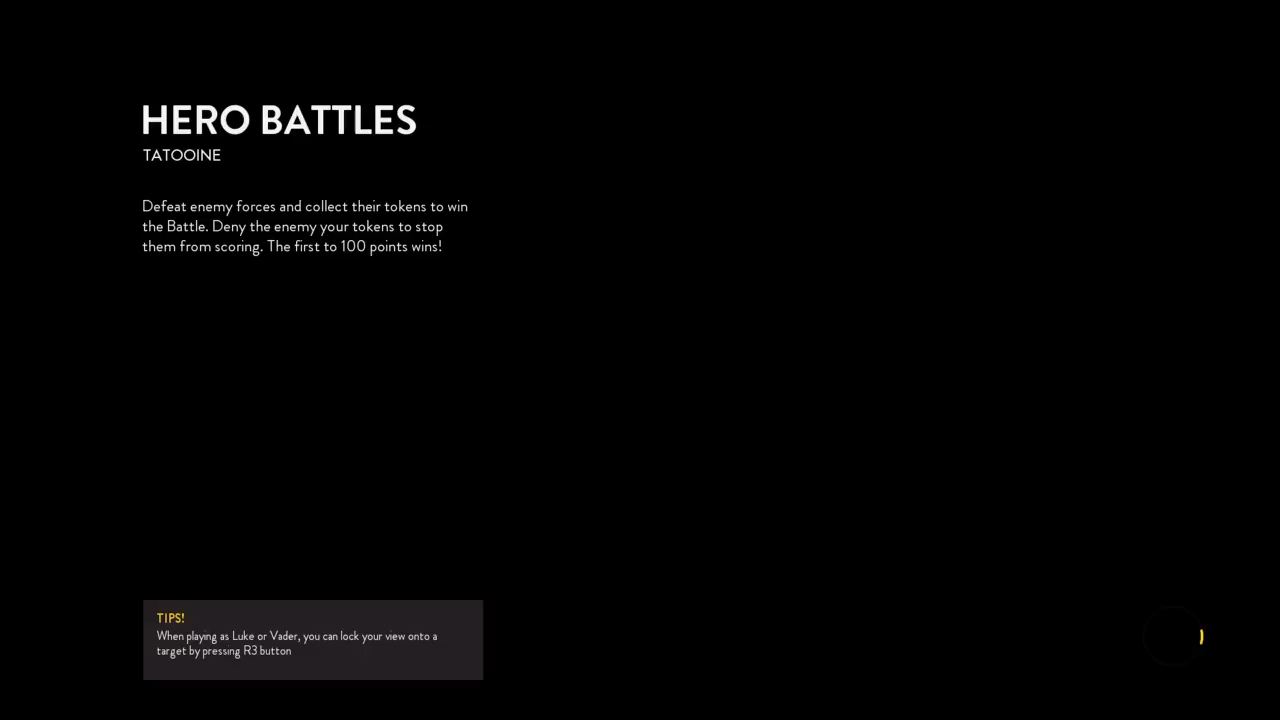 HERO BATTLES
TATOOINE
Defeat enemy forces and collect their tokens to win
the Battle. Deny the enemy your tokens to stop
them from scoring. The first to 100 points wins!
TIPS!
When playing as Luke or Vader, you can lock your view onto a
target by pressing R3 button